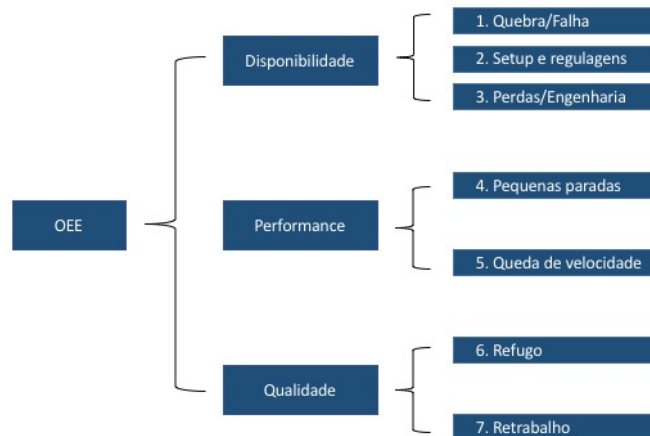 OEE
Disponibilidade
1. Quebra/Falha
2. Setup e regulagens
3. Perdas/Engenharia
Performance
4. Pequenas paradas
5. Queda de velocidade
Qualidade
6. Refugo
7. Retrabalho